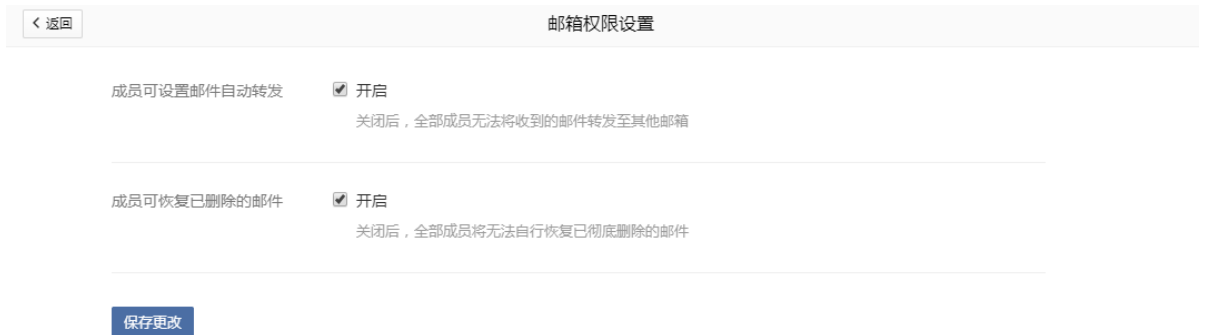 返回
邮箱权限设置
成员可设置邮件自动转发
开启
关闭后，全部成员无法将收到的邮件转发至其他邮箱
成员可恢复已删除的邮件
开启
关闭后，全部成员将无法自行恢复已彻底删除的邮件
保存更改